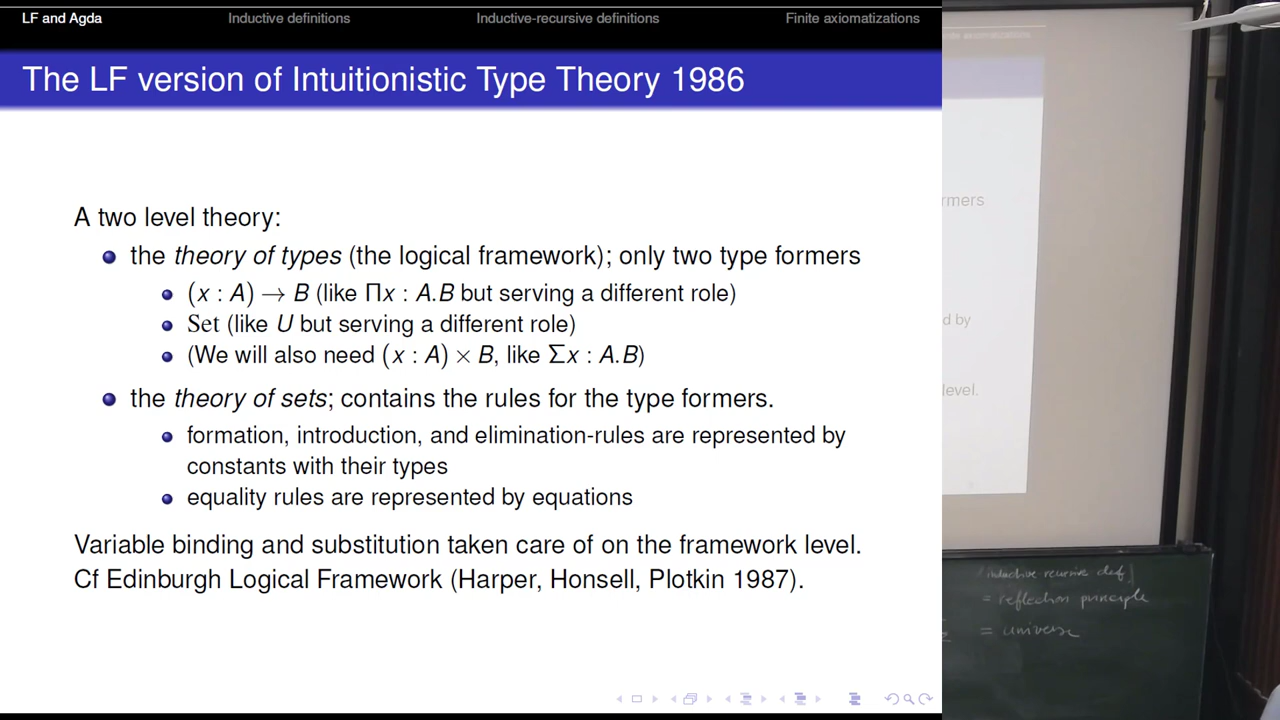 LF and Agda Inductive definitions Inductive-recursive definitions Finite axiomatizations
The LF version of Intuitionistic Type Theory 1986
A two level theory:
the theory of types (the logical framework); only two type formers
(x : A) → B (like Πx : A.B but serving a different role)
Set (like U but serving a different role)
(We will also need (x : A) × B, like Σx : A.B)
the theory of sets; contains the rules for the type formers.
formation, introduction, and elimination-rules are represented by
constants with their types
equality rules are represented by equations
Variable binding and substitution taken care of on the framework level.
Cf Edinburgh Logical Framework (Harper, Honsell, Plotkin 1987).
finite axiomatizations
rmers
d by
level.
inductive recursive def.
= reflection principle
= universe